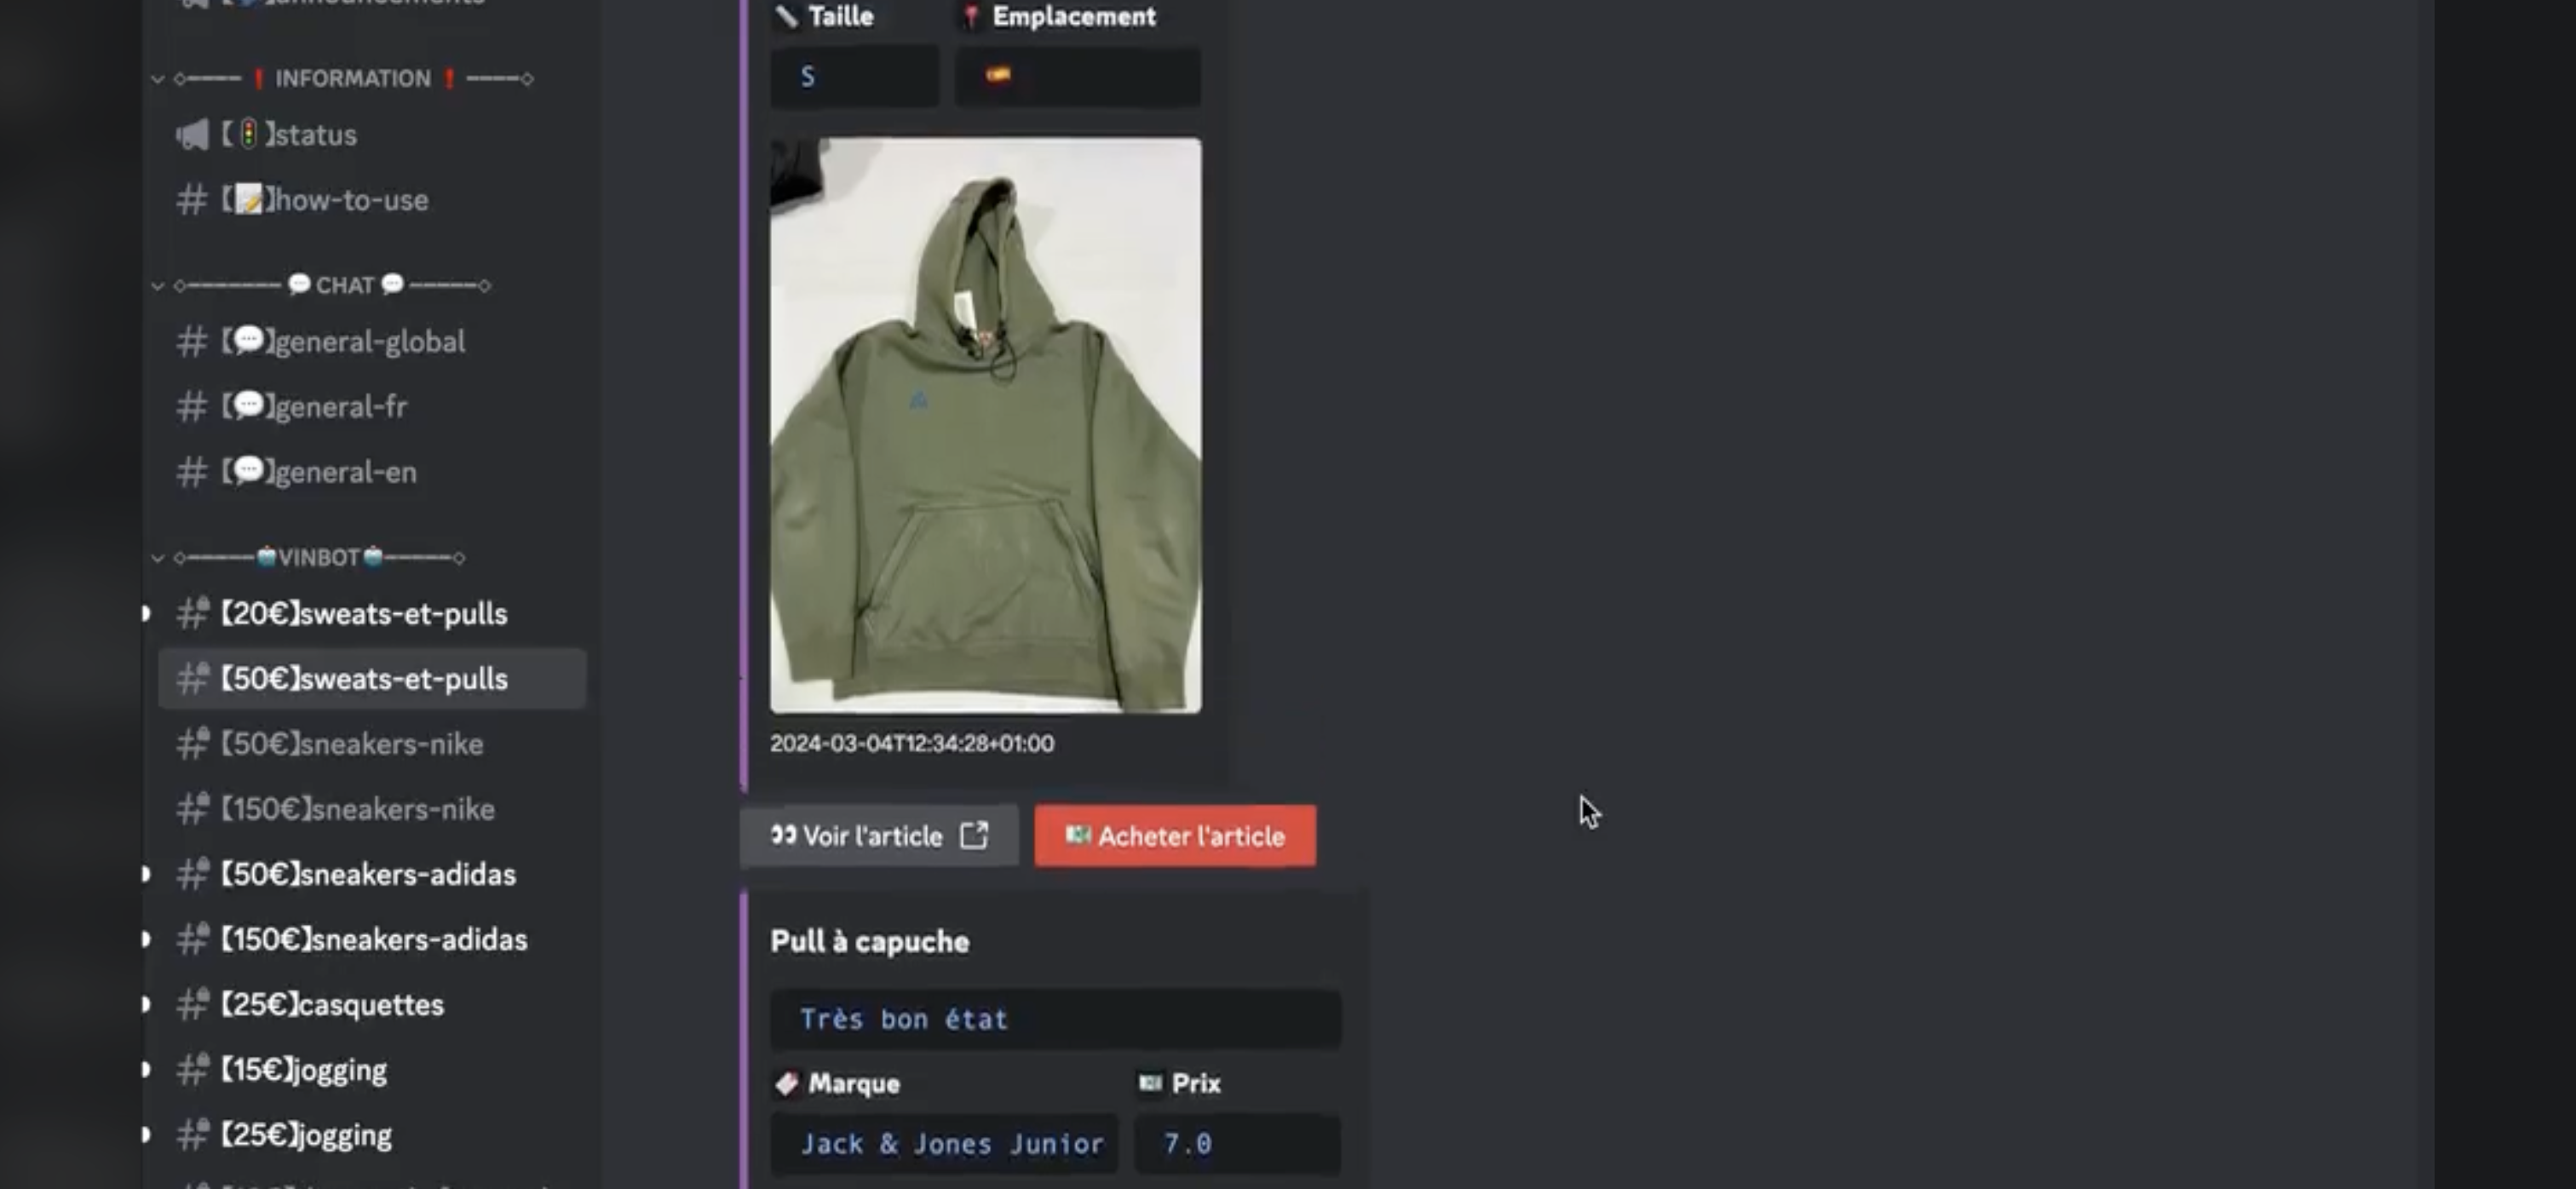 announcements
INFORMATION
【🚦】status
【📝】how-to-use
CHAT
【💬】general-global
【💬】general-fr
【💬】general-en
VINBOT
【20€】sweats-et-pulls
【50€】sweats-et-pulls
【50€】sneakers-nike
【150€】sneakers-nike
【50€】sneakers-adidas
【150€】sneakers-adidas
【25€】casquettes
【15€】jogging
【25€】jogging
Taille
Emplacement
S
2024-03-04T12:34:28+01:00
Voir l'article
Acheter l'article
Pull à capuche
Très bon état
Marque
Prix
Jack & Jones Junior
7.0